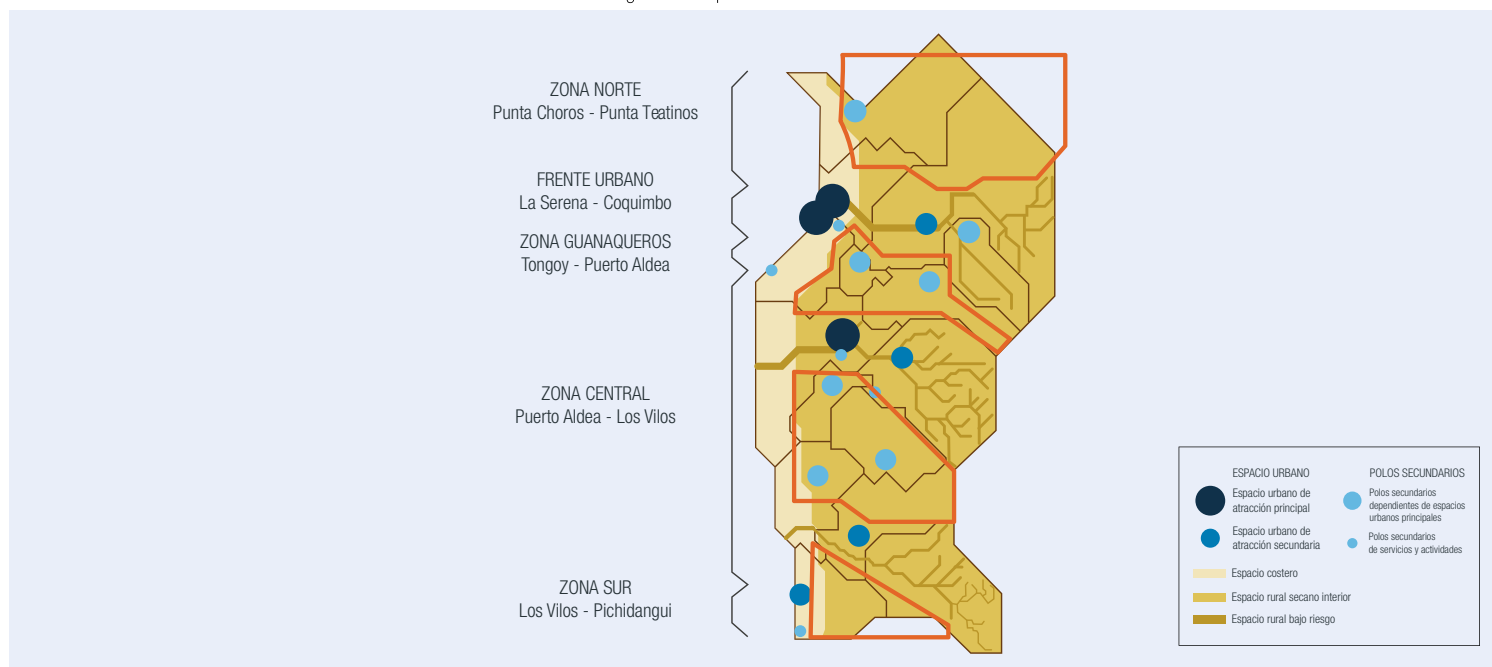 ZONA NORTE
Punta Choros - Punta Teatinos
FRENTE URBANO
La Serena - Coquimbo
ZONA GUANAQUEROS
Tongoy - Puerto Aldea
ZONA CENTRAL
Puerto Aldea - Los Vilos
ZONA SUR
Los Vilos - Pichidangui
ESPACIO URBANO
Espacio urbano de
atracción principal
Espacio urbano de
atracción secundaria
POLOS SECUNDARIOS
Polos secundarios
dependientes de espacios
urbanos principales
Polos secundarios
de servicios y actividades
Espacio costero
Espacio rural secano interior
Espacio rural bajo riesgo